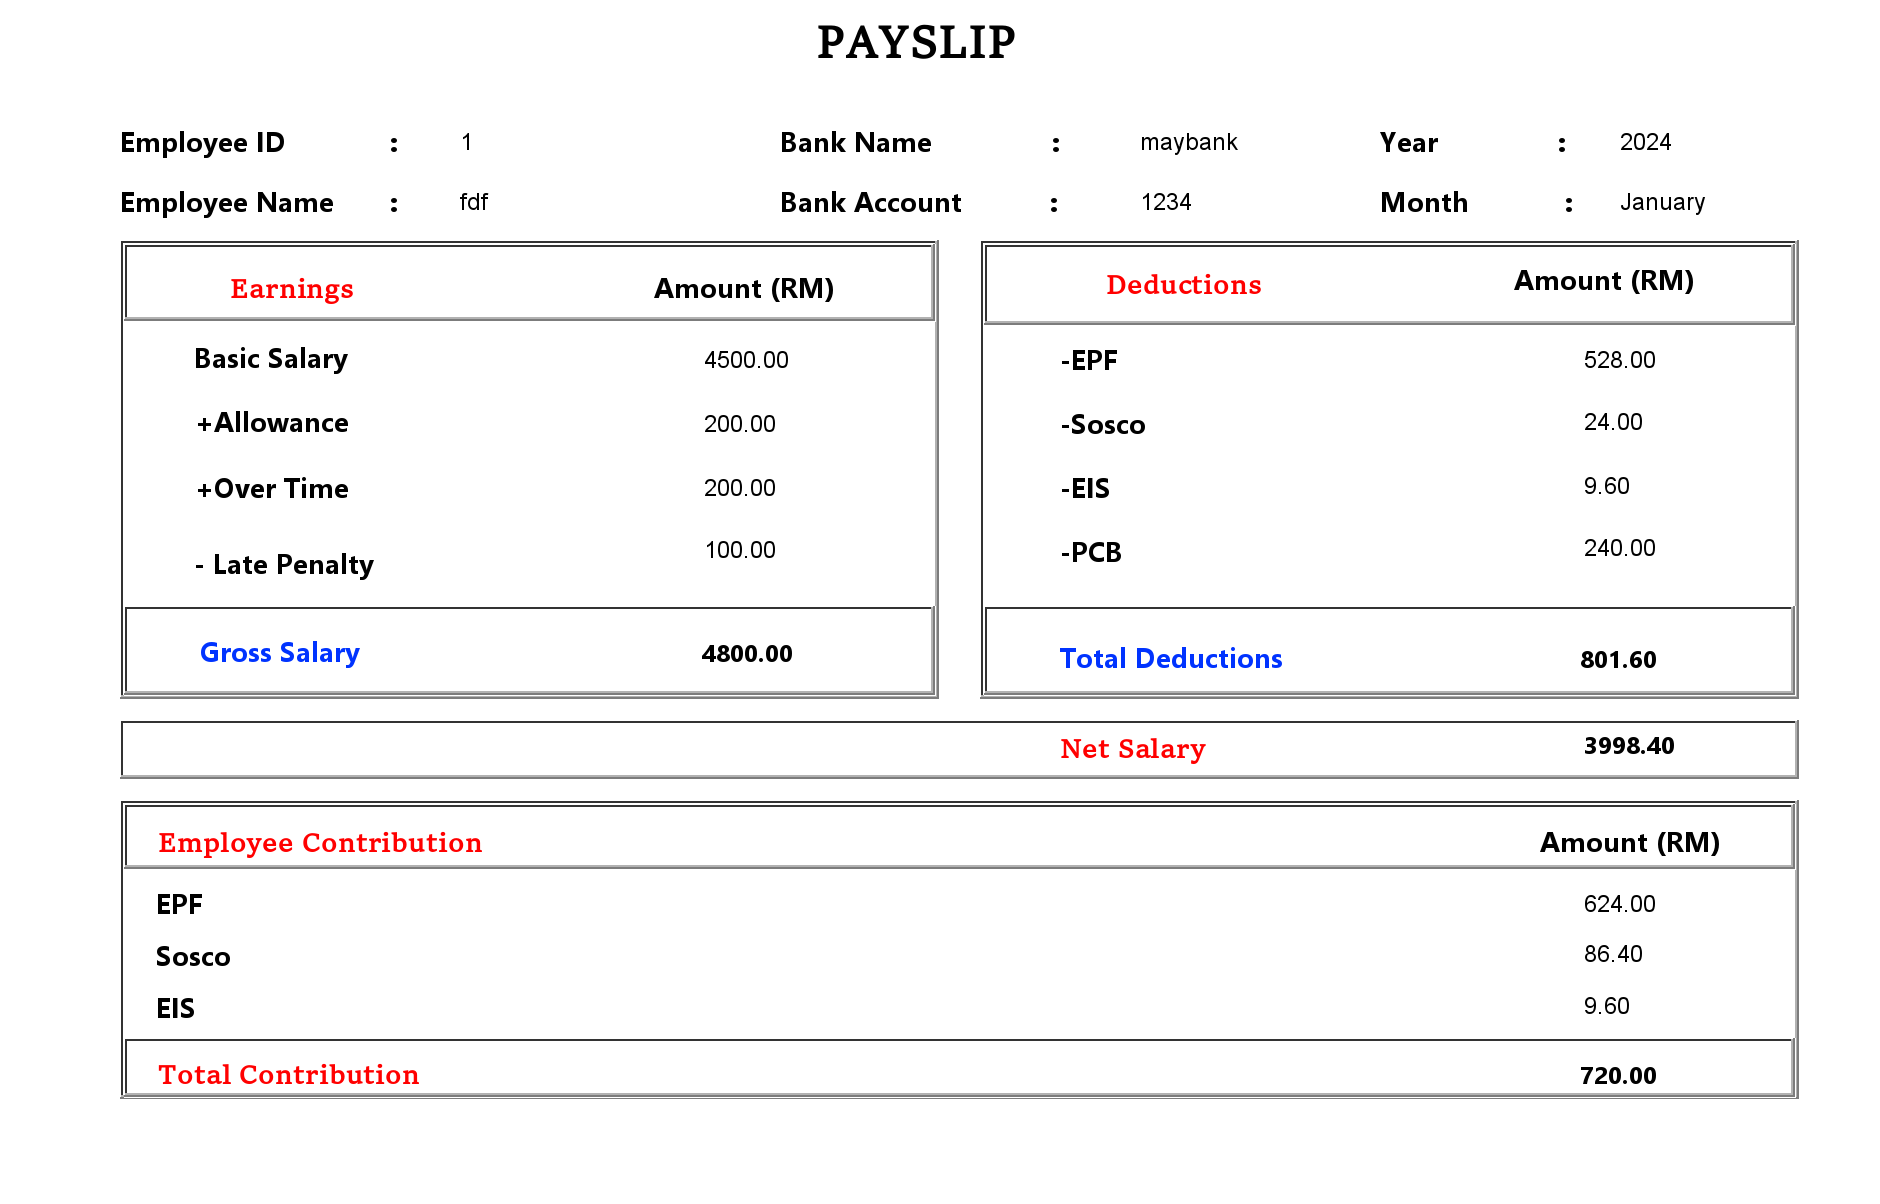 PAYSLIP
Employee ID : 1 Bank Name : maybank Year : 2024
Employee Name : fdf Bank Account : 1234 Month : January
Earnings Amount (RM)
Basic Salary 4500.00
+Allowance 200.00
+Over Time 200.00
- Late Penalty 100.00
Gross Salary 4800.00
Deductions Amount (RM)
-EPF 528.00
-Sosco 24.00
-EIS 9.60
-PCB 240.00
Total Deductions 801.60
Net Salary 3998.40
Employee Contribution Amount (RM)
EPF 624.00
Sosco 86.40
EIS 9.60
Total Contribution 720.00